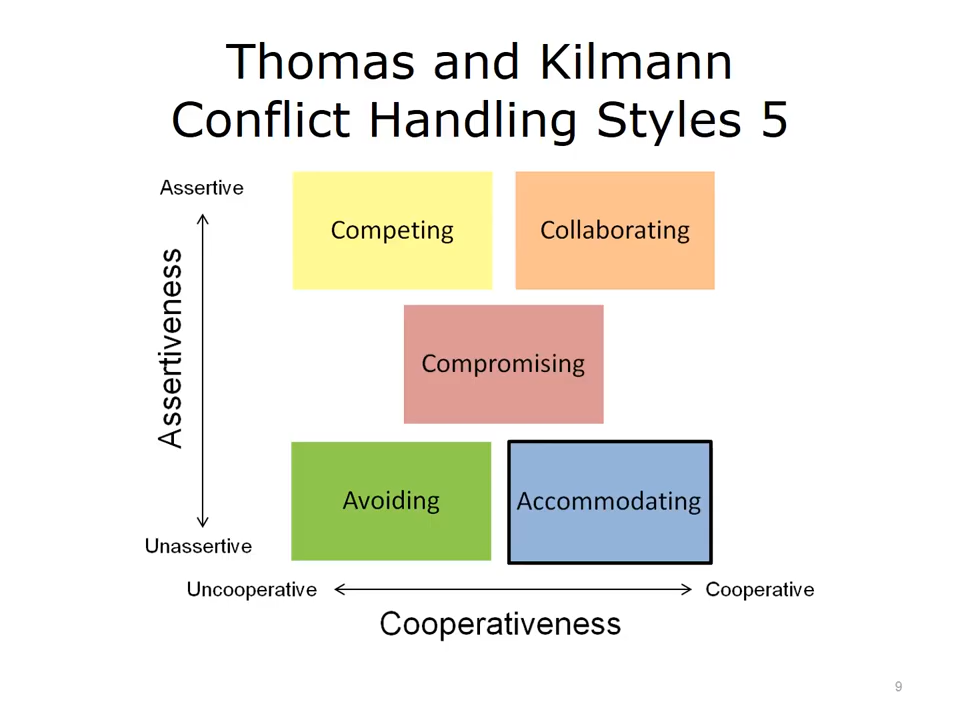 Thomas and Kilmann
Conflict Handling Styles 5
Assertive
Competing
Collaborating
Assertiveness
Compromising
Avoiding
Accommodating
Unassertive
Uncooperative
Cooperative
Cooperativeness
9